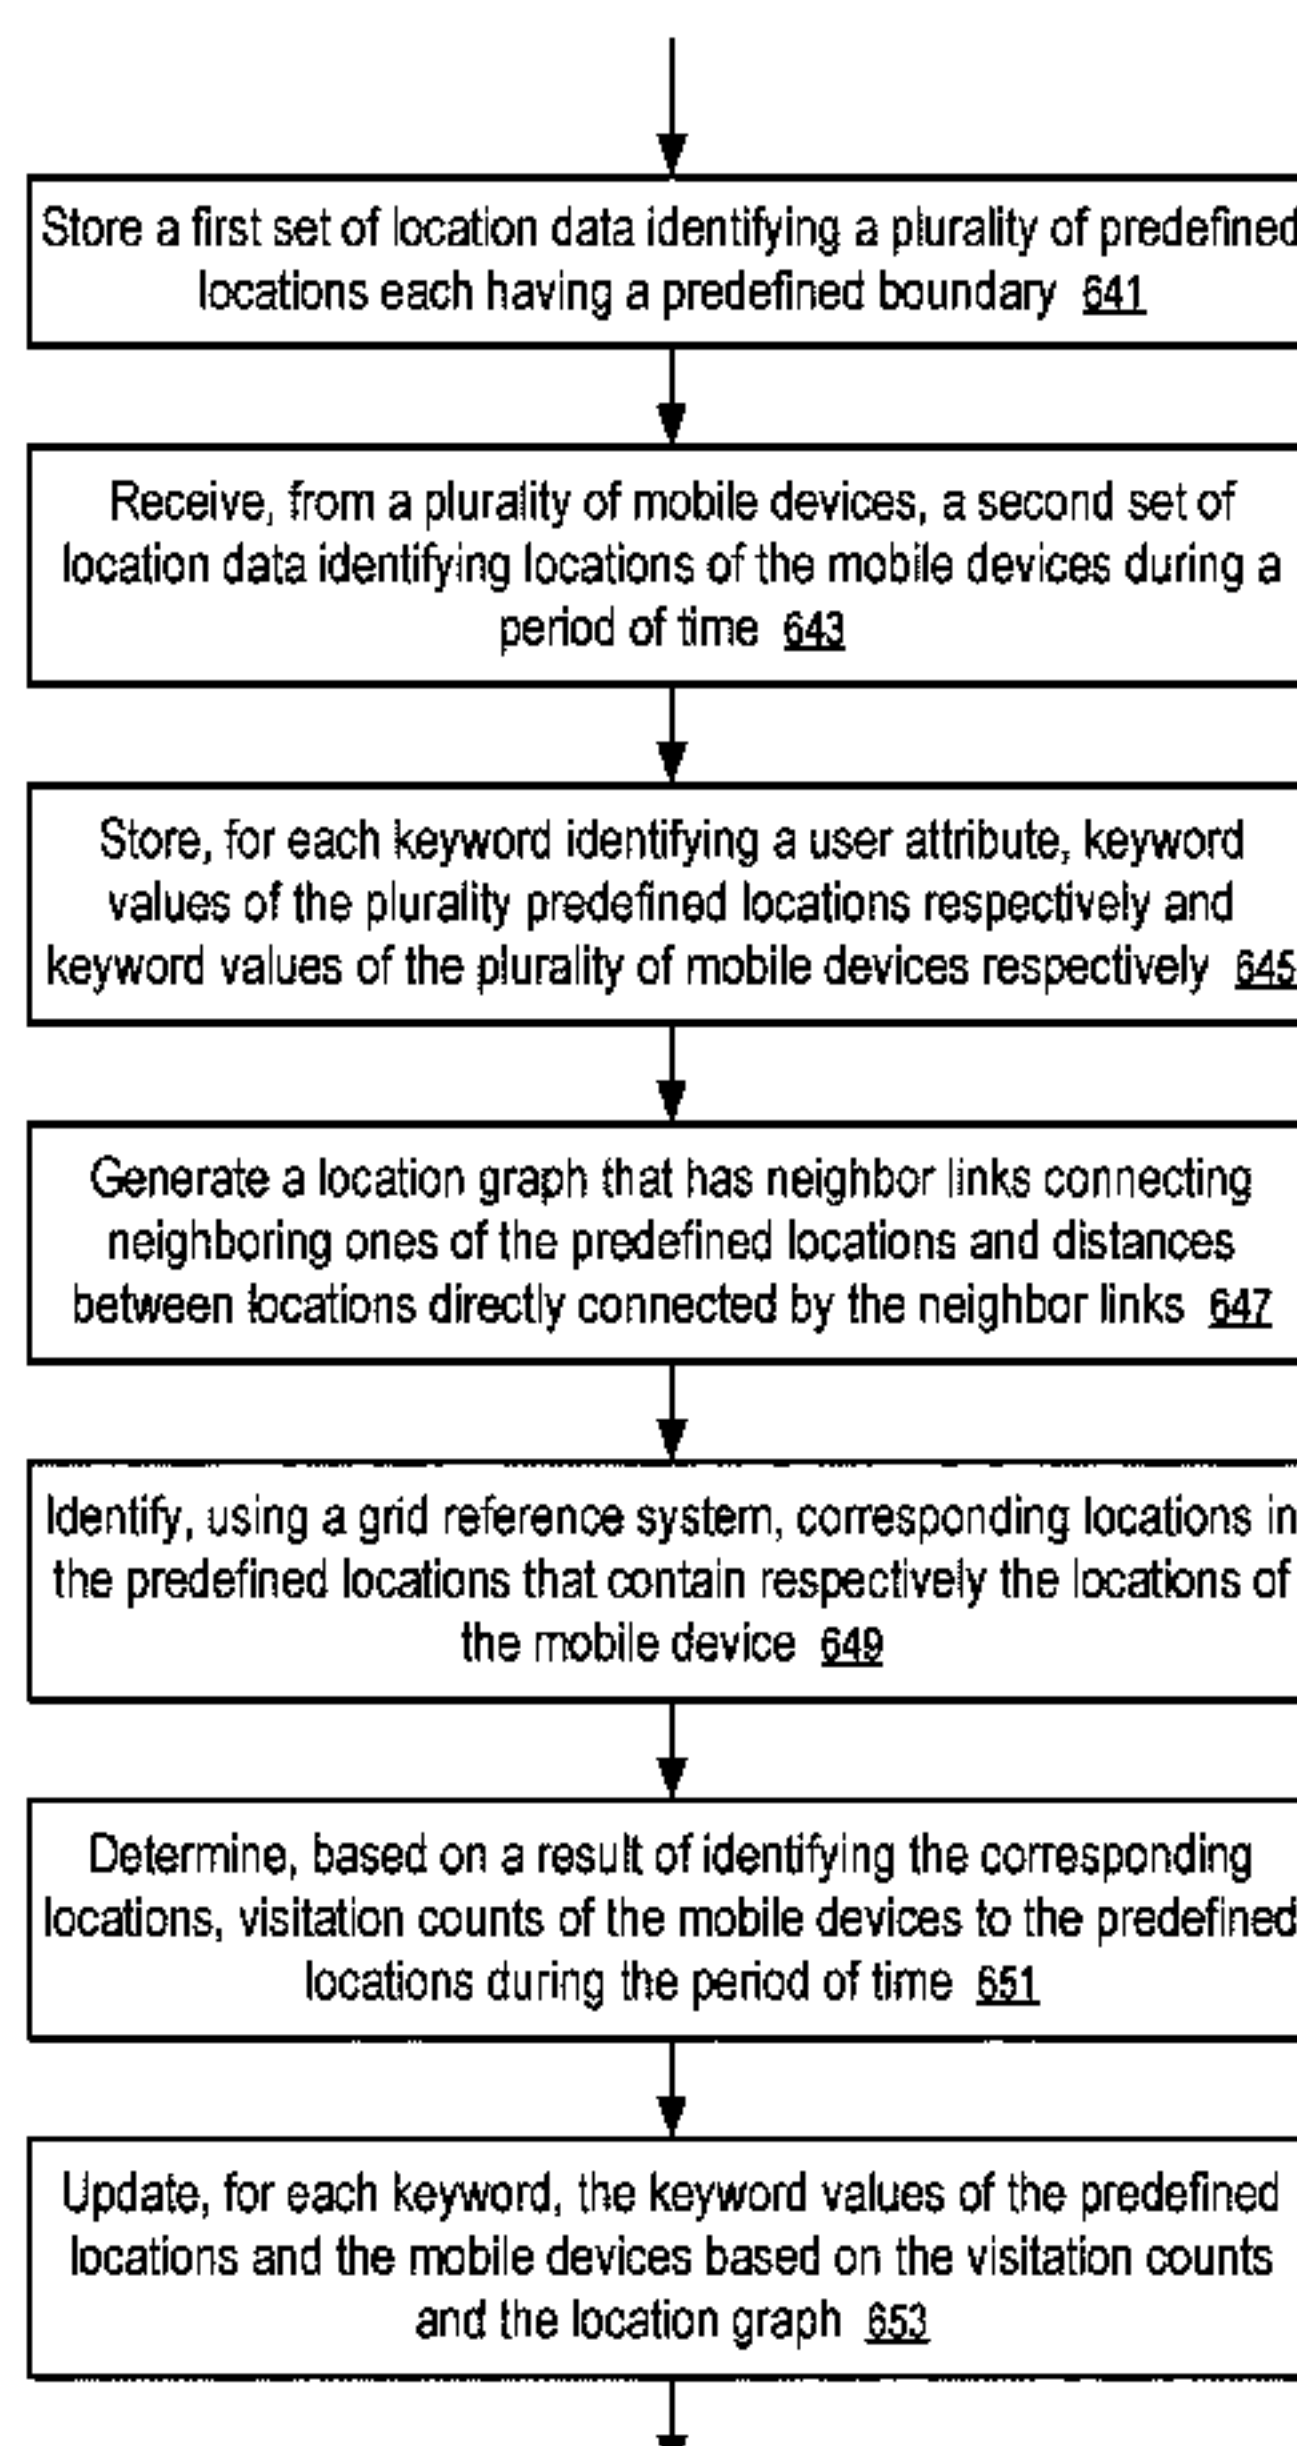 Store a first set of location data identifying a plurality of predefined
locations each having a predefined boundary 641
Receive, from a plurality of mobile devices, a second set of
location data identifying locations of the mobile devices during a
period of time 643
Store, for each keyword identifying a user attribute, keyword
values of the plurality predefined locations respectively and
keyword values of the plurality of mobile devices respectively 645
Generate a location graph that has neighbor links connecting
neighboring ones of the predefined locations and distances
between locations directly connected by the neighbor links 647
Identify, using a grid reference system, corresponding locations in
the predefined locations that contain respectively the locations of
the mobile device 649
Determine, based on a result of identifying the corresponding
locations, visitation counts of the mobile devices to the predefined
locations during the period of time 651
Update, for each keyword, the keyword values of the predefined
locations and the mobile devices based on the visitation counts
and the location graph 653